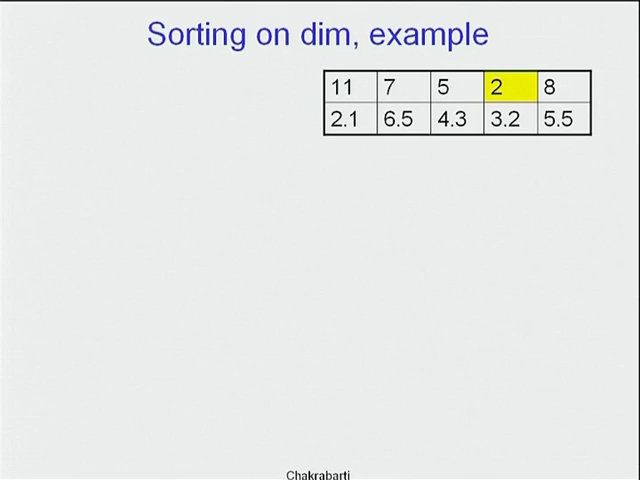 Sorting on dim, example
11 7 5 2 8
2.1 6.5 4.3 3.2 5.5
Chakrabarti